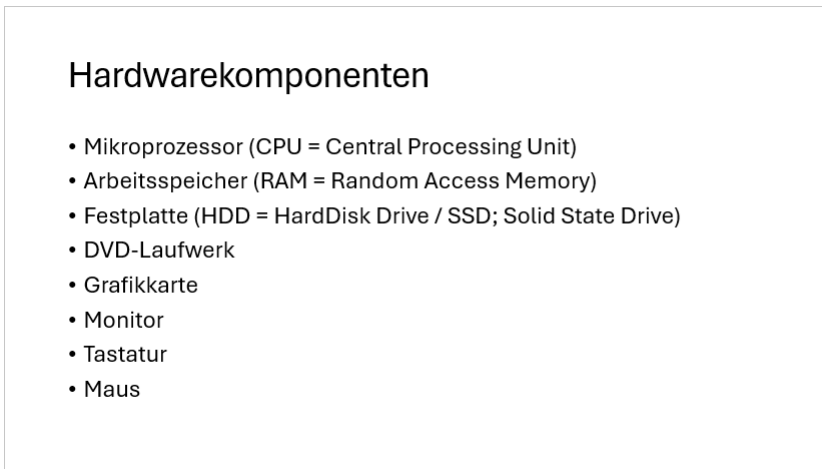 Hardwarekomponenten
• Mikroprozessor (CPU = Central Processing Unit)
• Arbeitsspeicher (RAM = Random Access Memory)
• Festplatte (HDD = HardDisk Drive / SSD; Solid State Drive)
• DVD-Laufwerk
• Grafikkarte
• Monitor
• Tastatur
• Maus